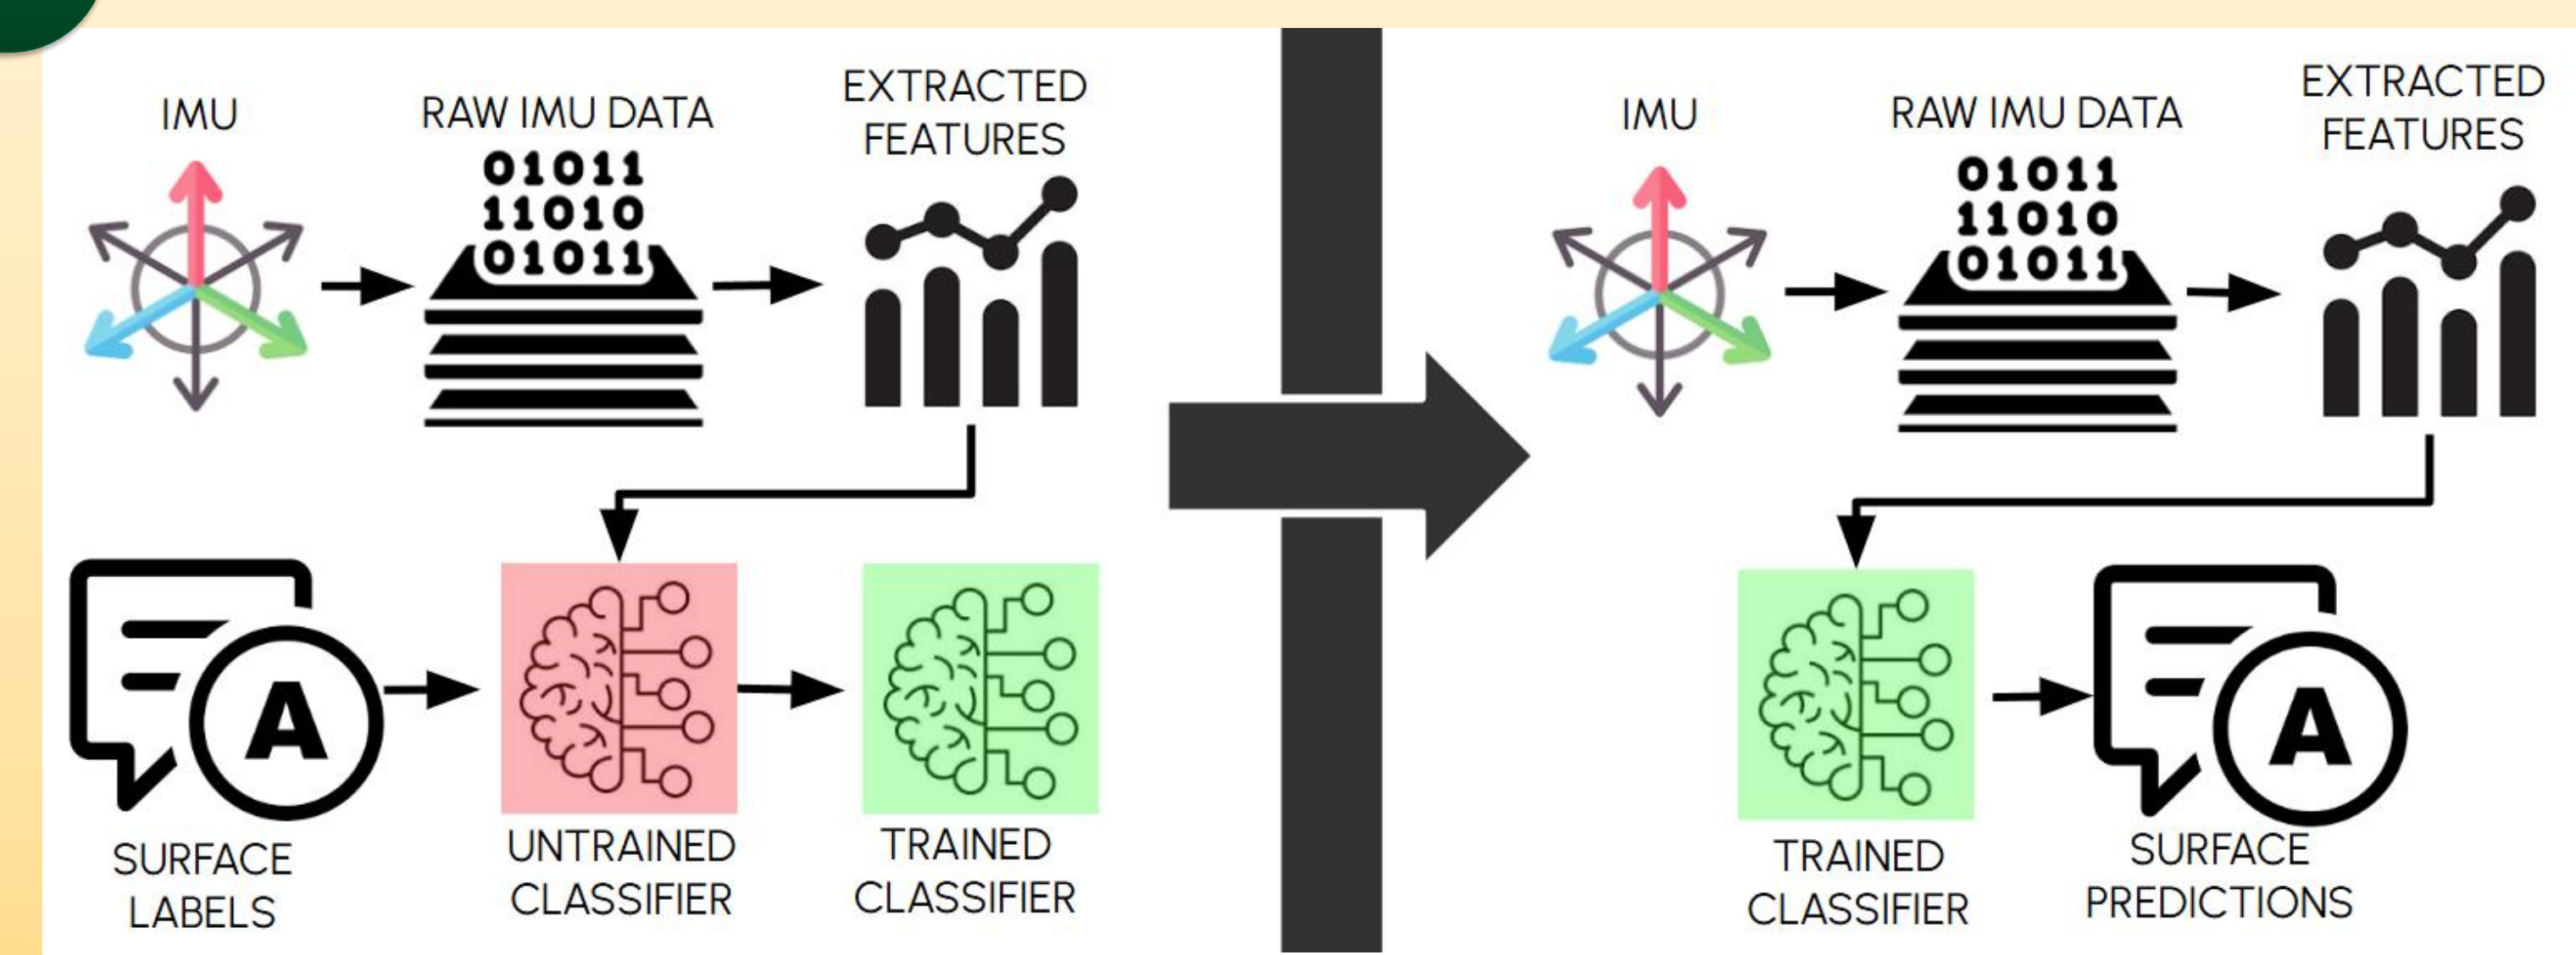 IMU
RAW IMU DATA
EXTRACTED
FEATURES
01011
11010
01011
SURFACE
LABELS
A
UNTRAINED
CLASSIFIER
TRAINED
CLASSIFIER
IMU
RAW IMU DATA
EXTRACTED
FEATURES
01011
11010
01011
TRAINED
CLASSIFIER
A
SURFACE
PREDICTIONS